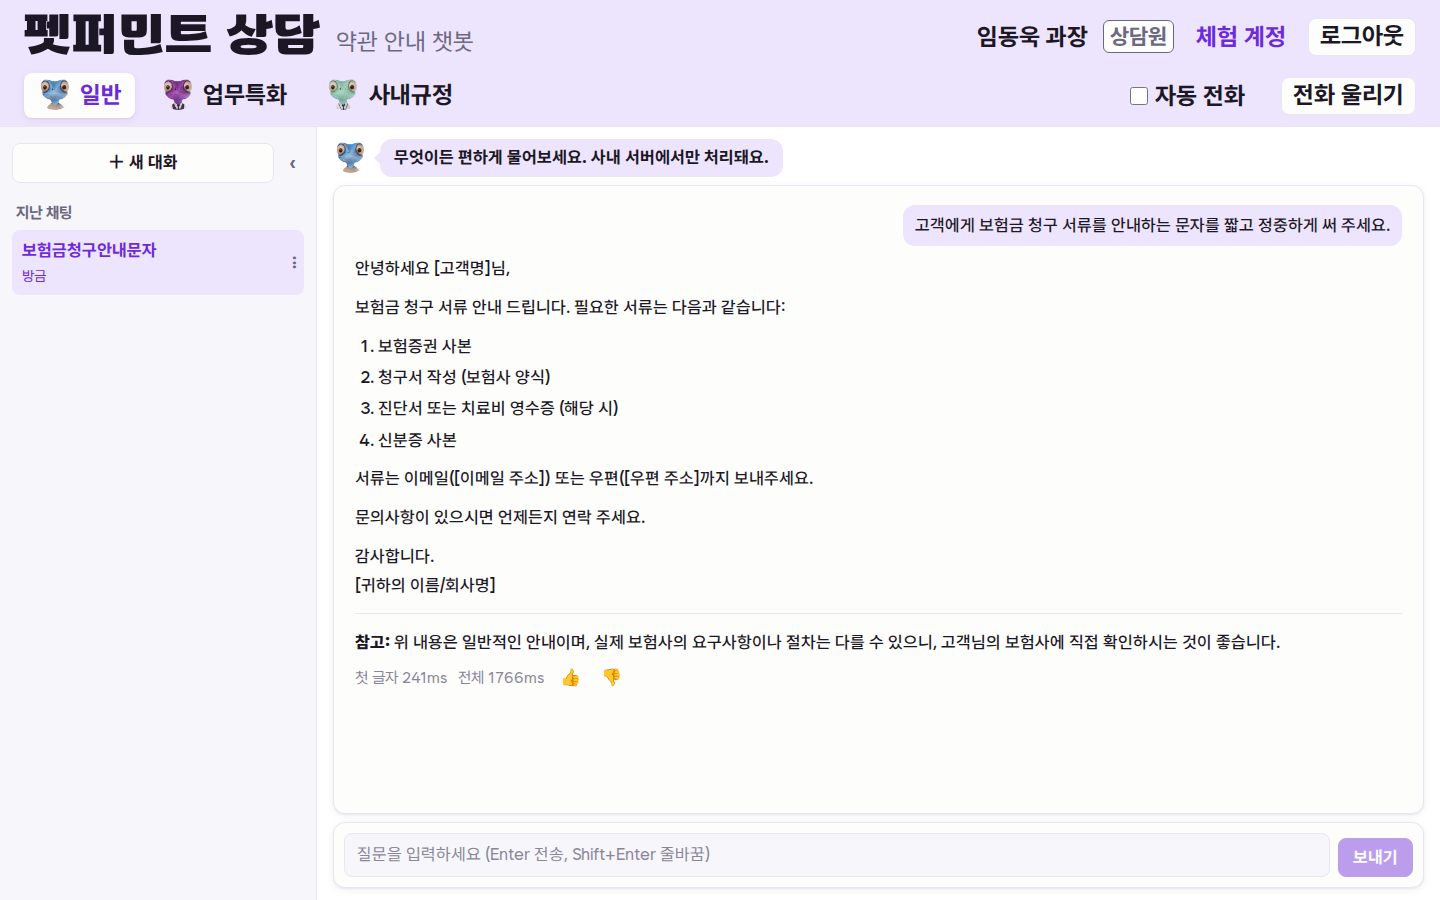 펫퍼민트 상담 약관 안내 챗봇
임동욱 과장 상담원 체험 계정 로그아웃
일반 업무특화 사내규정
자동 전화 전화 울리기
+ 새 대화 ‹
지난 채팅
보험금청구안내문자
방금
무엇이든 편하게 물어보세요. 사내 서버에서만 처리돼요.
고객에게 보험금 청구 서류를 안내하는 문자를 짧고 정중하게 써 주세요.
안녕하세요 [고객명]님,
보험금 청구 서류 안내 드립니다. 필요한 서류는 다음과 같습니다:
1. 보험증권 사본
2. 청구서 작성 (보험사 양식)
3. 진단서 또는 치료비 영수증 (해당 시)
4. 신분증 사본
서류는 이메일([이메일 주소]) 또는 우편([우편 주소]까지 보내주세요.
문의사항이 있으시면 언제든지 연락 주세요.
감사합니다.
[귀하의 이름/회사명]
참고: 위 내용은 일반적인 안내이며, 실제 보험사의 요구사항이나 절차는 다를 수 있으니, 고객님의 보험사에 직접 확인하시는 것이 좋습니다.
첫 글자 241ms 전체 1766ms
질문을 입력하세요 (Enter 전송, Shift+Enter 줄바꿈)
보내기